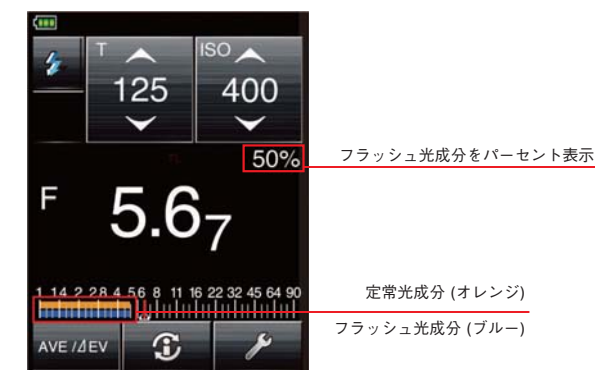 T
ISO
125
400
50%
フラッシュ光成分をパーセント表示
F
5.67
1 1.4 2 2.8 4 5.6 8 11 16 22 32 45 64 90
定常光成分 (オレンジ)
フラッシュ光成分 (ブルー)
AVE /⊿EV